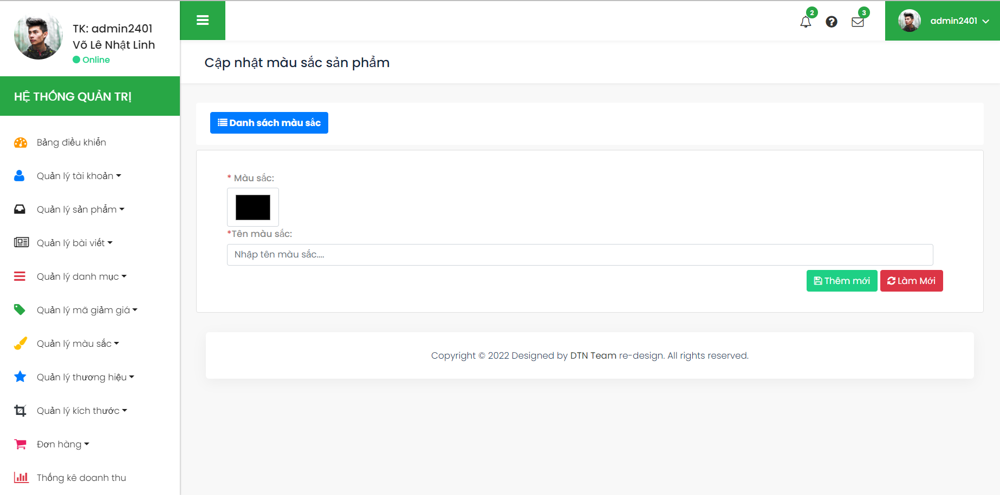 TK: admin2401
Võ Lê Nhật Linh
Online
HỆ THỐNG QUẢN TRỊ
Bảng điều khiển
Quản lý tài khoản
Quản lý sản phẩm
Quản lý bài viết
Quản lý danh mục
Quản lý mã giảm giá
Quản lý màu sắc
Quản lý thương hiệu
Quản lý kích thước
Đơn hàng
Thống kê doanh thu
2
3
admin2401
Cập nhật màu sắc sản phẩm
Danh sách màu sắc
* Màu sắc:
*Tên màu sắc:
Nhập tên màu sắc....
Thêm mới
Làm Mới
Copyright © 2022 Designed by DTN Team re-design. All rights reserved.